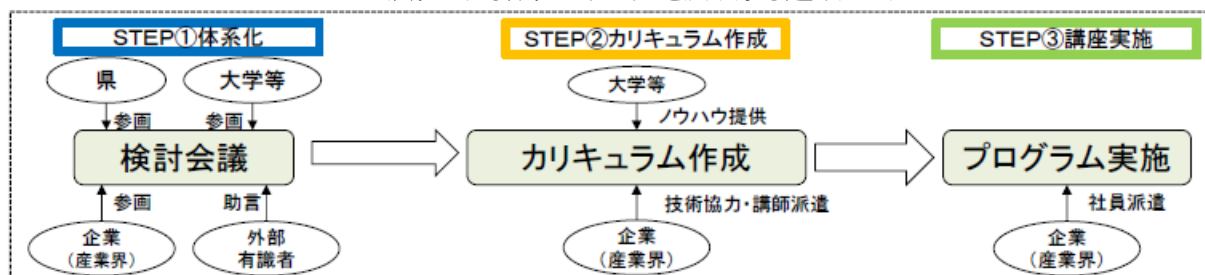 STEP①体系化
STEP②カリキュラム作成
STEP③講座実施
県
大学等
大学等
参画
参画
ノウハウ提供
検討会議
カリキュラム作成
プログラム実施
参画
助言
技術協力・講師派遣
社員派遣
企業
(産業界)
外部
有識者
企業
(産業界)
企業
(産業界)